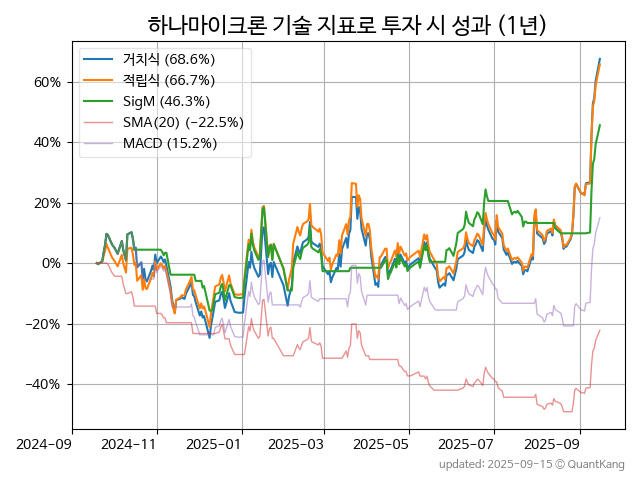 하나마이크론 기술 지표로 투자 시 성과 (1년)
거치식 (68.6%)
적립식 (66.7%)
SigM (46.3%)
SMA(20) (−22.5%)
MACD (15.2%)
60%
40%
20%
0%
−20%
−40%
2024-09 2024-11 2025-01 2025-03 2025-05 2025-07 2025-09
updated: 2025-09-15 © QuantKang